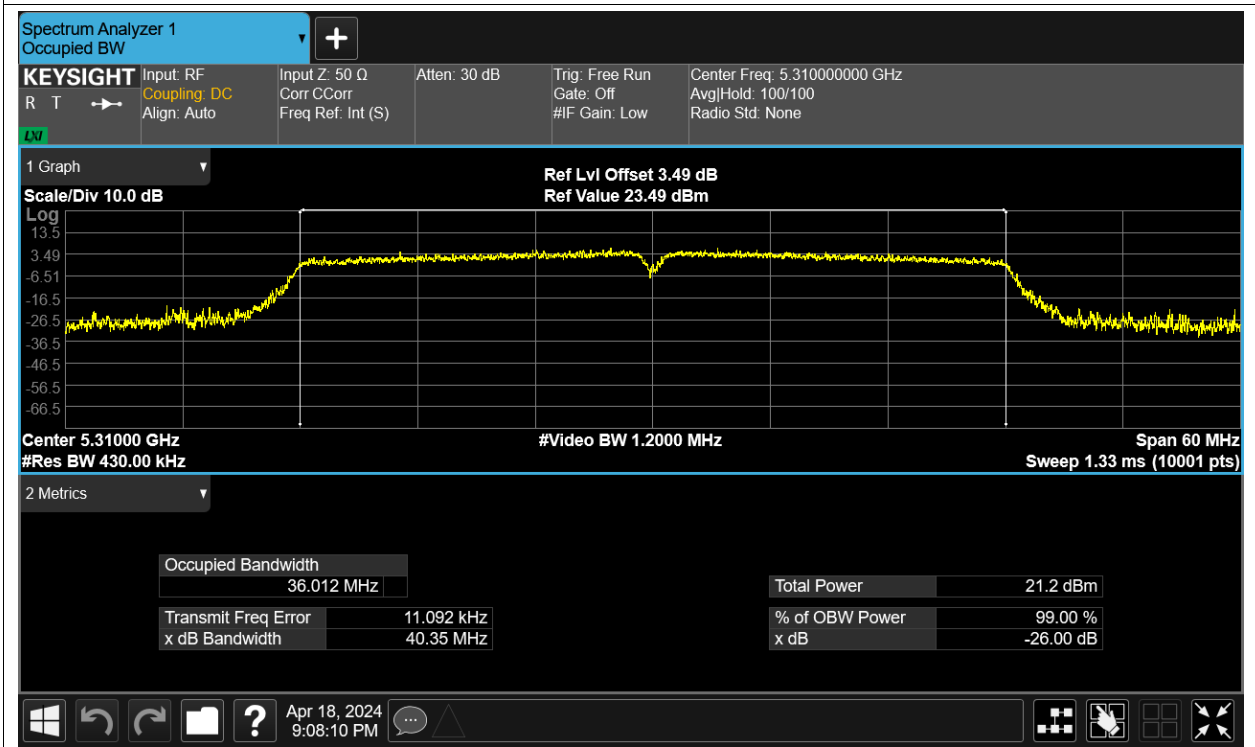 Spectrum Analyzer 1
Occupied BW
KEYSIGHT
R T
LXI
Input: RF
Coupling: DC
Align: Auto
Input Z: 50 Ω
Corr CCorr
Freq Ref: Int (S)
Atten: 30 dB
Trig: Free Run
Gate: Off
#IF Gain: Low
Center Freq: 5.310000000 GHz
Avg|Hold: 100/100
Radio Std: None
1 Graph
Scale/Div 10.0 dB
Ref Lvl Offset 3.49 dB
Ref Value 23.49 dBm
Log
13.5
3.49
-6.51
-16.5
-26.5
-36.5
-46.5
-56.5
-66.5
Center 5.31000 GHz
#Video BW 1.2000 MHz
Span 60 MHz
#Res BW 430.00 kHz
Sweep 1.33 ms (10001 pts)
2 Metrics
Occupied Bandwidth
36.012 MHz
Total Power 21.2 dBm
Transmit Freq Error 11.092 kHz
% of OBW Power 99.00 %
x dB Bandwidth 40.35 MHz
x dB -26.00 dB
?
Apr 18, 2024
9:08:10 PM